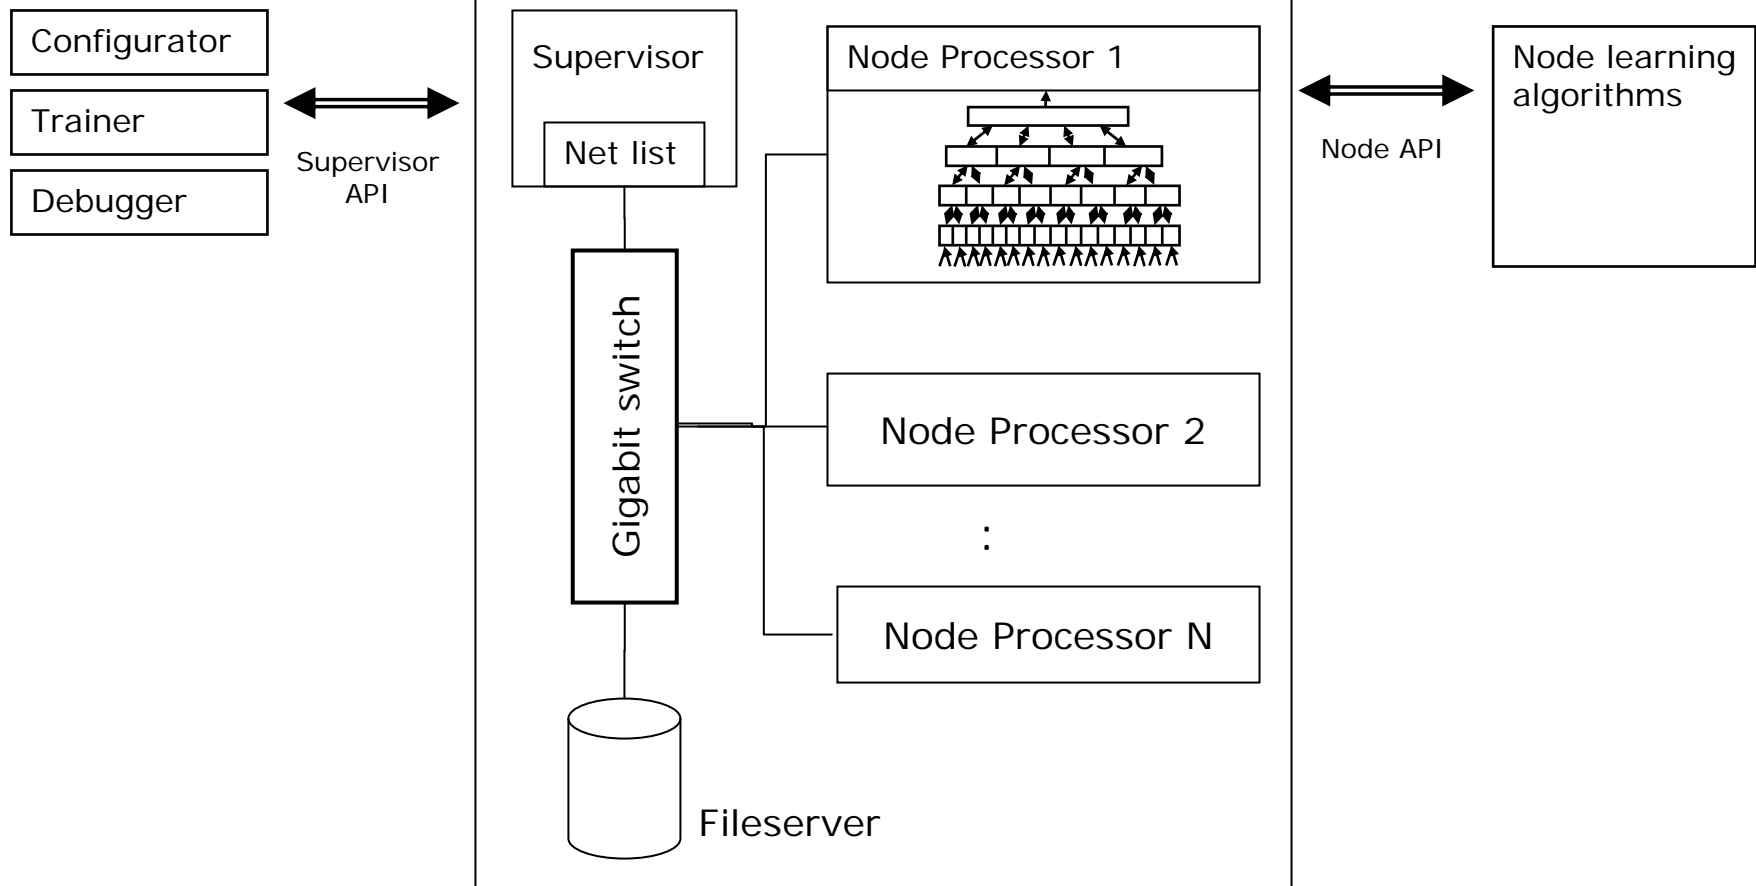 Configurator
Trainer
Debugger
Supervisor
API
Supervisor
Net list
Gigabit switch
Fileserver
Node Processor 1
Node Processor 2
:
Node Processor N
Node API
Node learning
algorithms